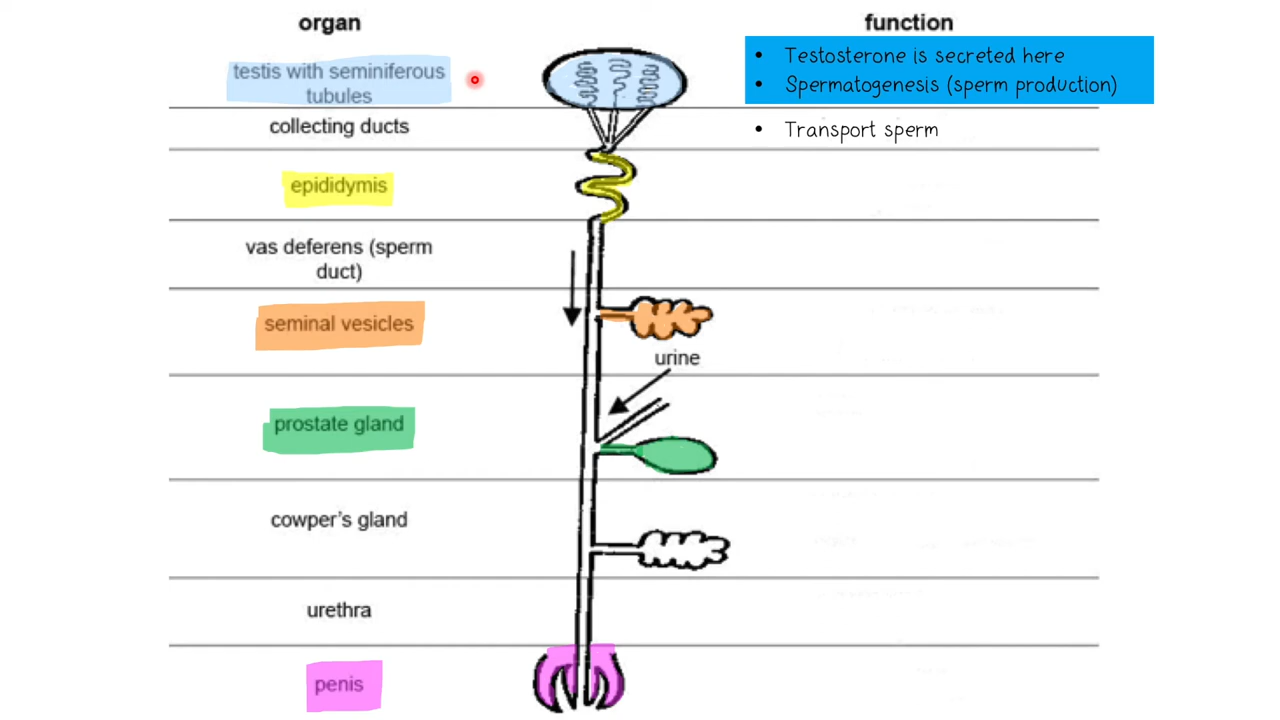 organ
function
testis with seminiferous
tubules
• Testosterone is secreted here
• Spermatogenesis (sperm production)
collecting ducts
• Transport sperm
epididymis
vas deferens (sperm
duct)
seminal vesicles
urine
prostate gland
cowper's gland
urethra
penis